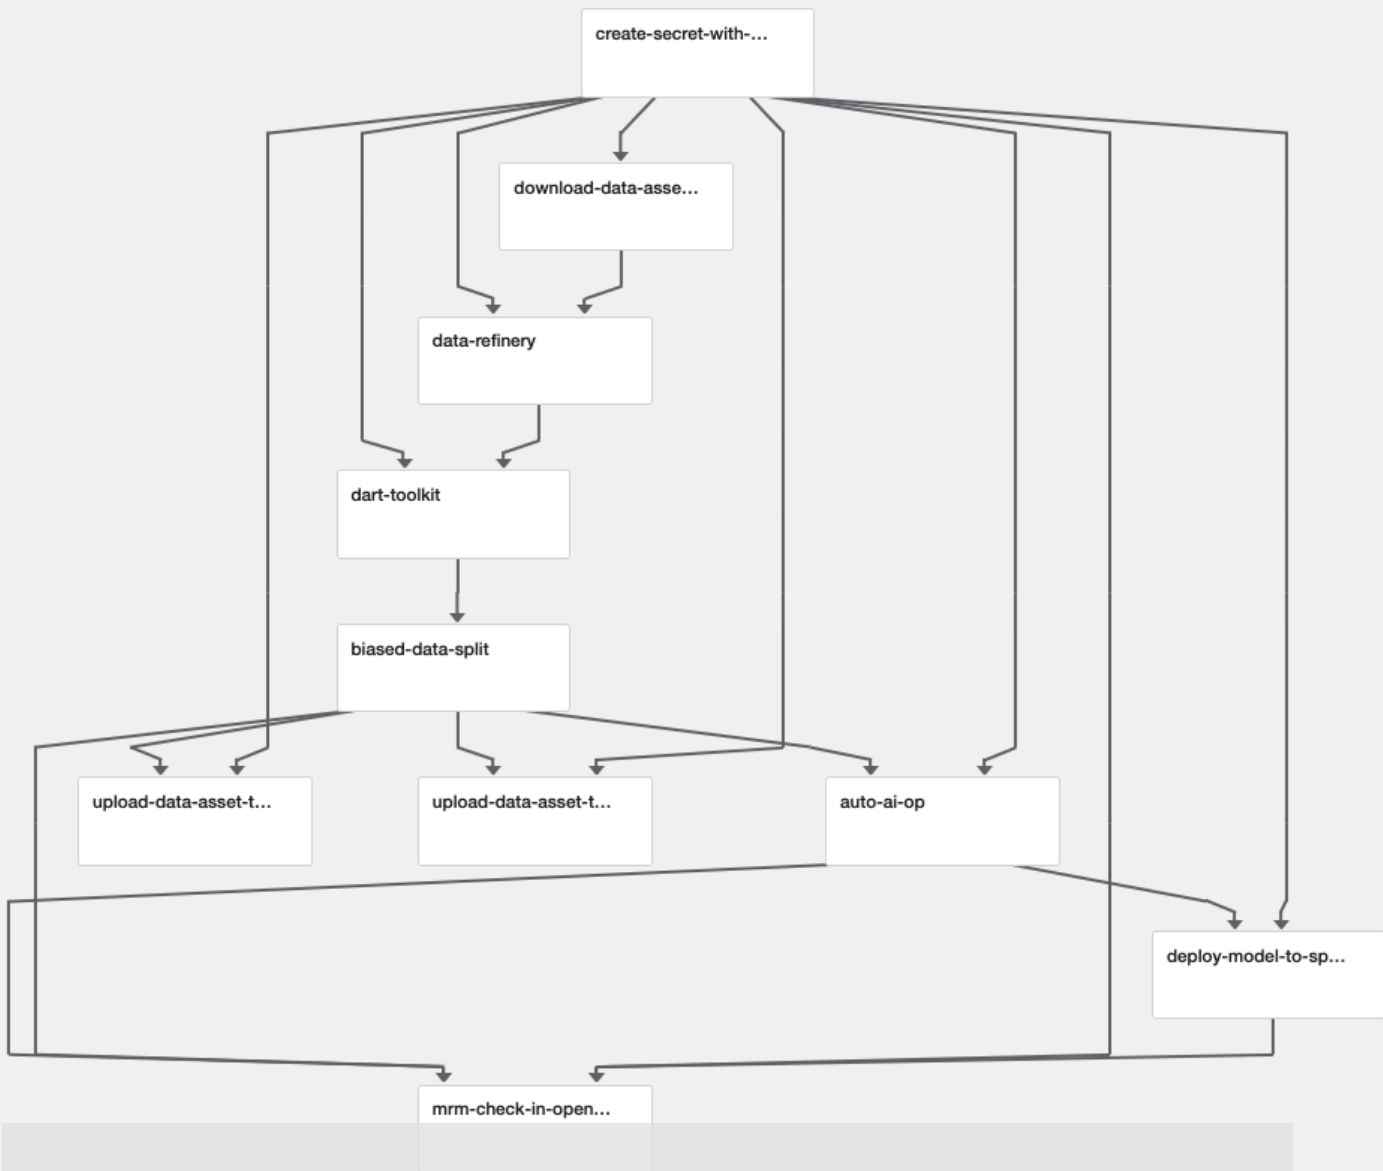 create-secret-with-...
download-data-asse...
data-refinery
dart-toolkit
biased-data-split
upload-data-asset-t...
upload-data-asset-t...
auto-ai-op
deploy-model-to-sp...
mrm-check-in-open...